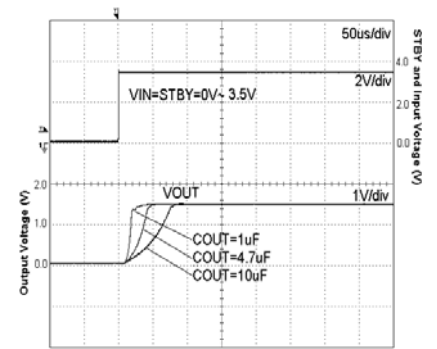 50us/div
4.0
2V/div
VIN=STBY=0V~ 3.5V
2.0
0.0
STBY and Input Voltage (V)
2.0
VOUT
1V/div
1.0
COUT=1uF
COUT=4.7uF
0.0
COUT=10uF
Output Voltage (V)